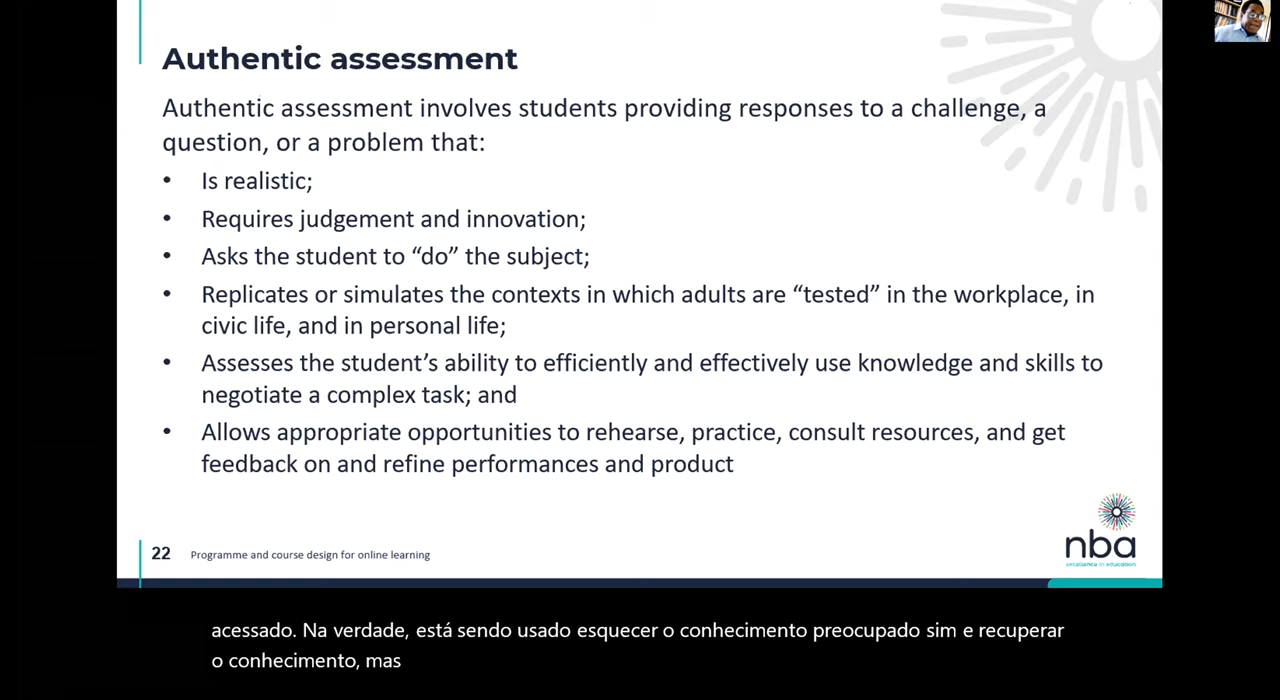 Authentic assessment
Authentic assessment involves students providing responses to a challenge, a
question, or a problem that:
• Is realistic;
• Requires judgement and innovation;
• Asks the student to “do” the subject;
• Replicates or simulates the contexts in which adults are “tested” in the workplace, in
civic life, and in personal life;
• Assesses the student’s ability to efficiently and effectively use knowledge and skills to
negotiate a complex task; and
• Allows appropriate opportunities to rehearse, practice, consult resources, and get
feedback on and refine performances and product
22 Programme and course design for online learning
nba
excellence in education
acessado. Na verdade, está sendo usado esquecer o conhecimento preocupado sim e recuperar
o conhecimento, mas